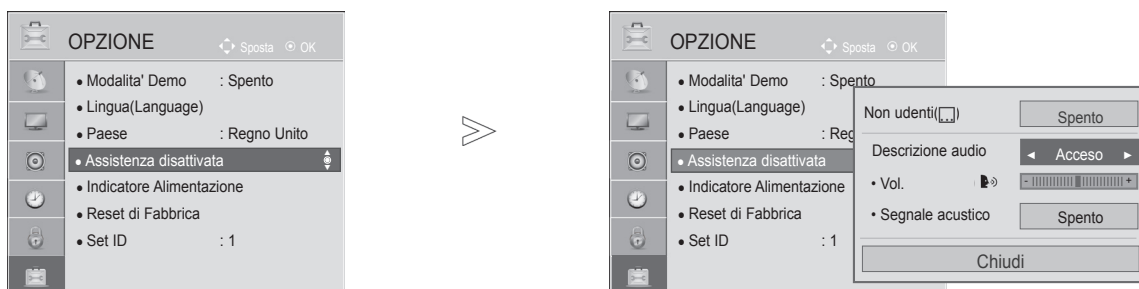 OPZIONE Sposta OK
• Modalita' Demo : Spento
• Lingua(Language)
• Paese : Regno Unito
• Assistenza disattivata
• Indicatore Alimentazione
• Reset di Fabbrica
• Set ID : 1
OPZIONE Sposta OK
• Modalita' Demo : Spento
• Lingua(Language)
• Paese : Reg
• Assistenza disattivata
• Indicatore Alimentazione
• Reset di Fabbrica
• Set ID : 1
Non udenti( ) Spento
Descrizione audio ◄ Acceso ►
• Vol. - +
• Segnale acustico Spento
Chiudi